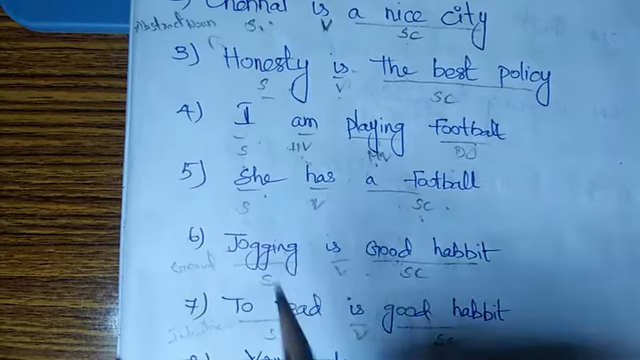 Chennai is a nice city
Abstract Noun S. V SC
3) Honesty is the best policy
S V SC
4) I am playing football
S HV MV DO
5) She has a football
S V SC
6) Jogging is Good habbit
Gerund S V SC
7) To read is good habbit
S V SC